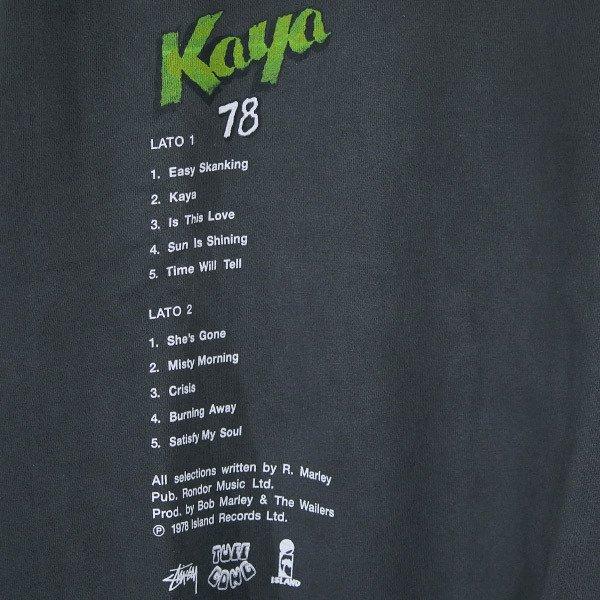 Kaya
78
LATO 1
1. Easy Skanking
2. Kaya
3. Is This Love
4. Sun Is Shining
5. Time Will Tell
LATO 2
1. She's Gone
2. Misty Morning
3. Crisis
4. Burning Away
5. Satisfy My Soul
All selections written by R. Marley
Pub. Rondor Music Ltd.
Prod. by Bob Marley & The Wailers
℗ 1978 Island Records Ltd.
Stüssy
TUFF
GONG
ISLAND